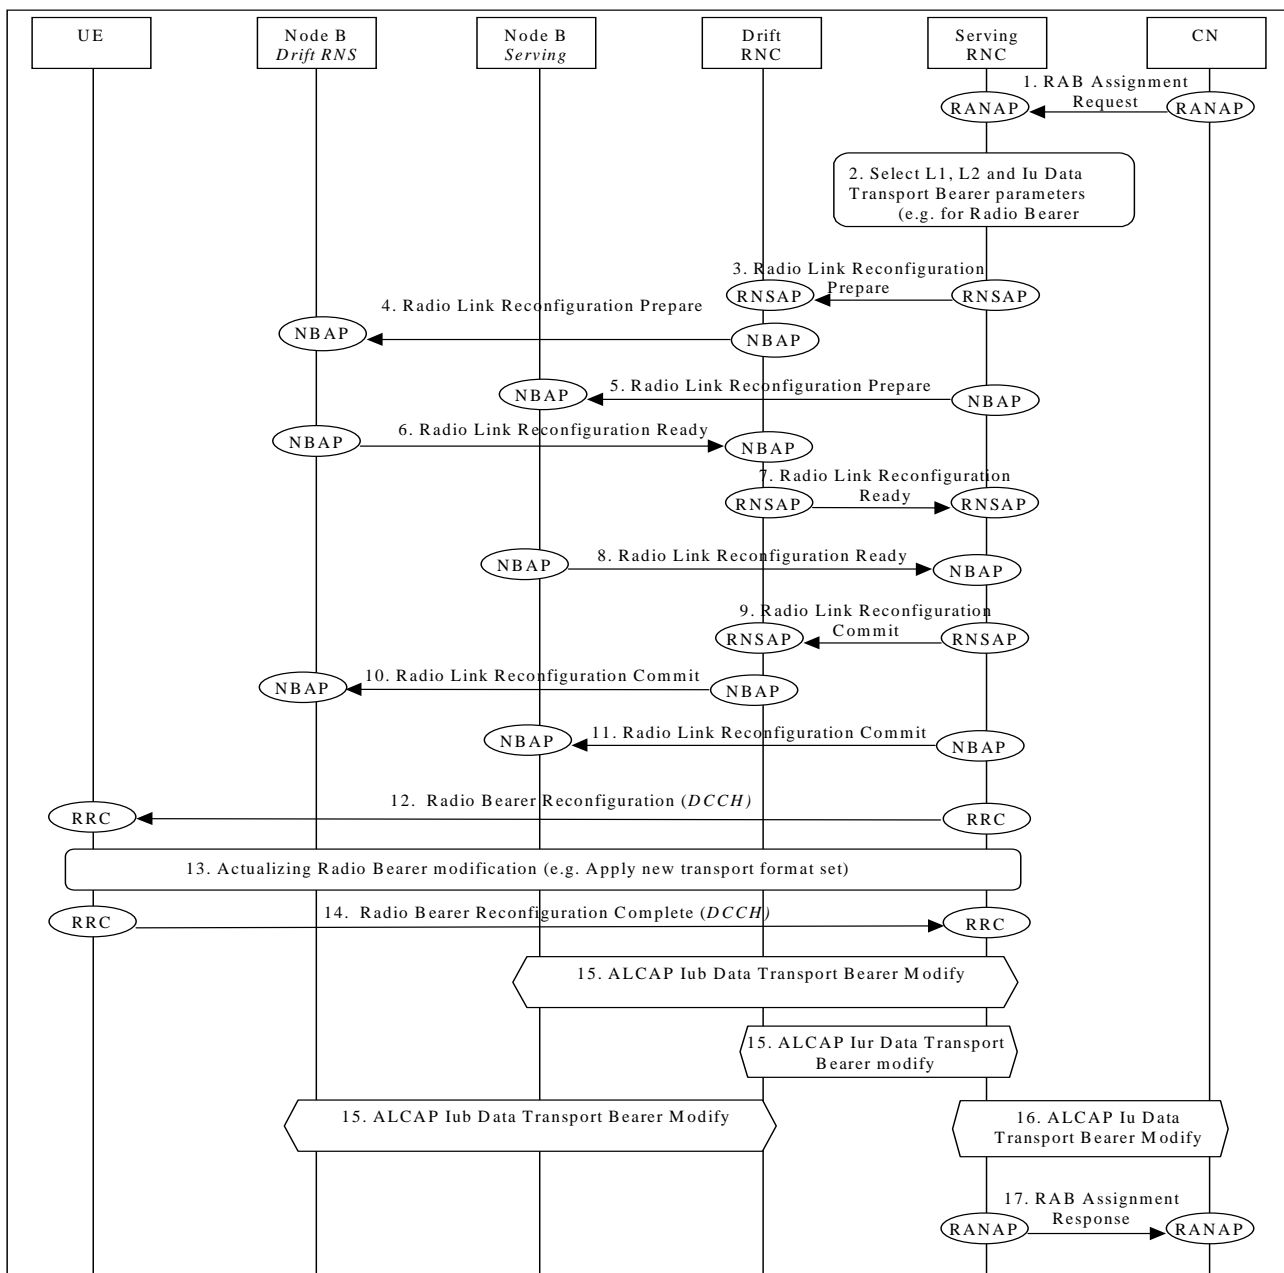 UE
Node B
Drift RNS
Node B
Serving
Drift
RNC
Serving
RNC
CN
1. RAB Assignment
Request
RANAP
RANAP
2. Select L1, L2 and Iu Data
Transport Bearer parameters
(e.g. for Radio Bearer
3. Radio Link Reconfiguration
Prepare
RNSAP
RNSAP
4. Radio Link Reconfiguration Prepare
NBAP
NBAP
5. Radio Link Reconfiguration Prepare
NBAP
NBAP
6. Radio Link Reconfiguration Ready
NBAP
NBAP
7. Radio Link Reconfiguration
Ready
RNSAP
RNSAP
8. Radio Link Reconfiguration Ready
NBAP
NBAP
9. Radio Link Reconfiguration
Commit
RNSAP
RNSAP
10. Radio Link Reconfiguration Commit
NBAP
NBAP
11. Radio Link Reconfiguration Commit
NBAP
NBAP
12. Radio Bearer Reconfiguration (DCCH)
RRC
RRC
13. Actualizing Radio Bearer modification (e.g. Apply new transport format set)
14. Radio Bearer Reconfiguration Complete (DCCH)
RRC
RRC
15. ALCAP Iub Data Transport Bearer Modify
15. ALCAP Iur Data Transport
Bearer modify
15. ALCAP Iub Data Transport Bearer Modify
16. ALCAP Iu Data
Transport Bearer Modify
17. RAB Assignment
Response
RANAP
RANAP